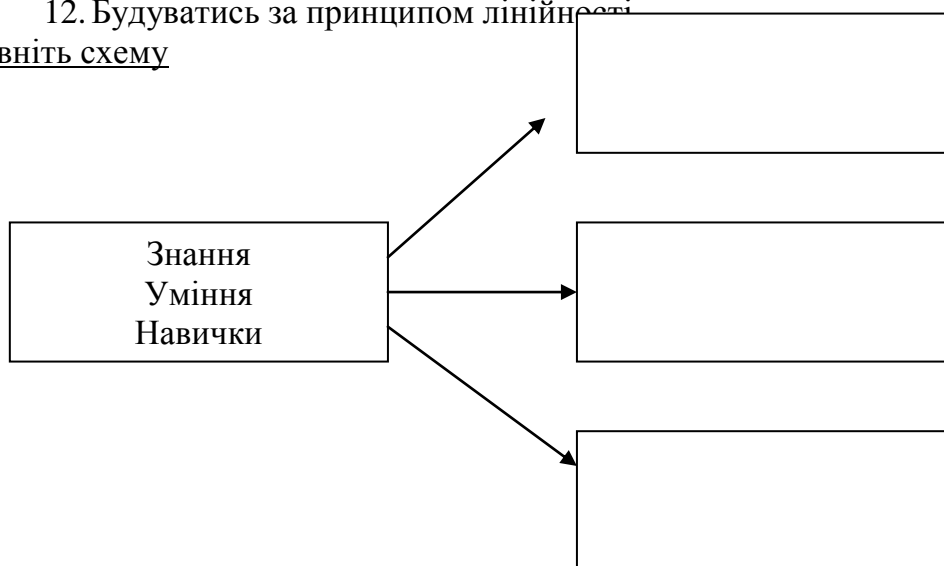 12. Будуватись за принципом лінійності
вніть схему
Знання
Уміння
Навички